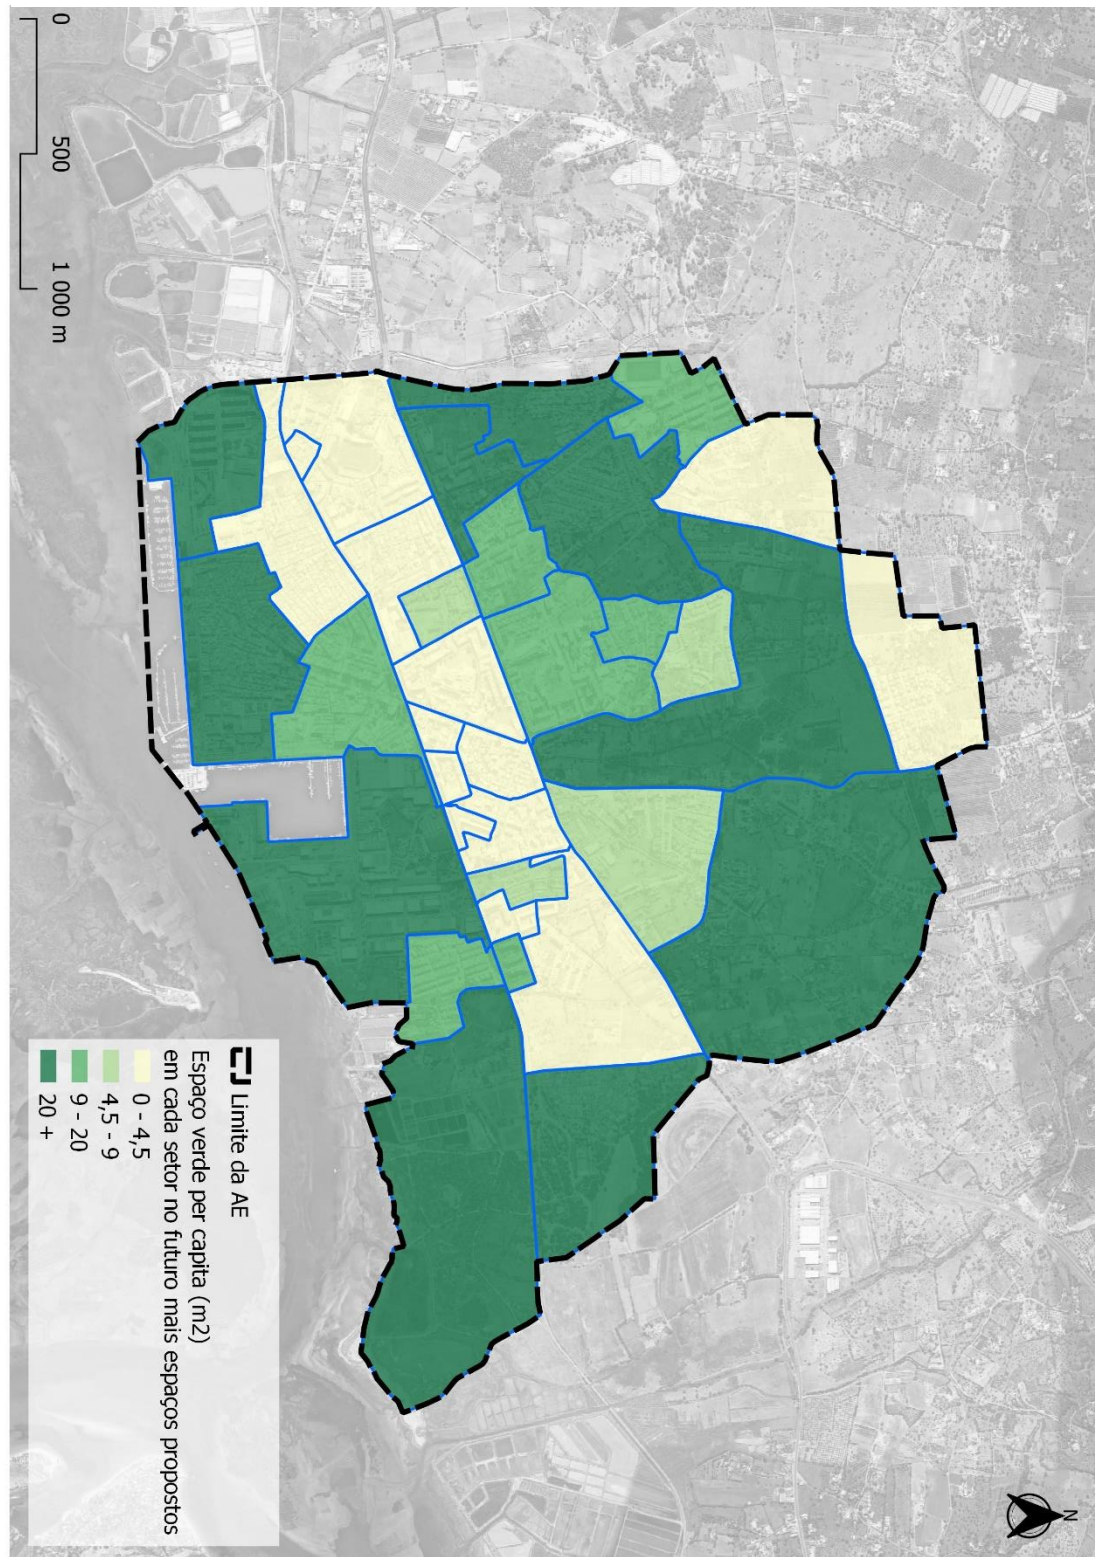 0 500 1 000 m
N
Limite da AE
Espaço verde per capita (m2)
em cada setor no futuro mais espaços propostos
0 - 4,5
4,5 - 9
9 - 20
20 +